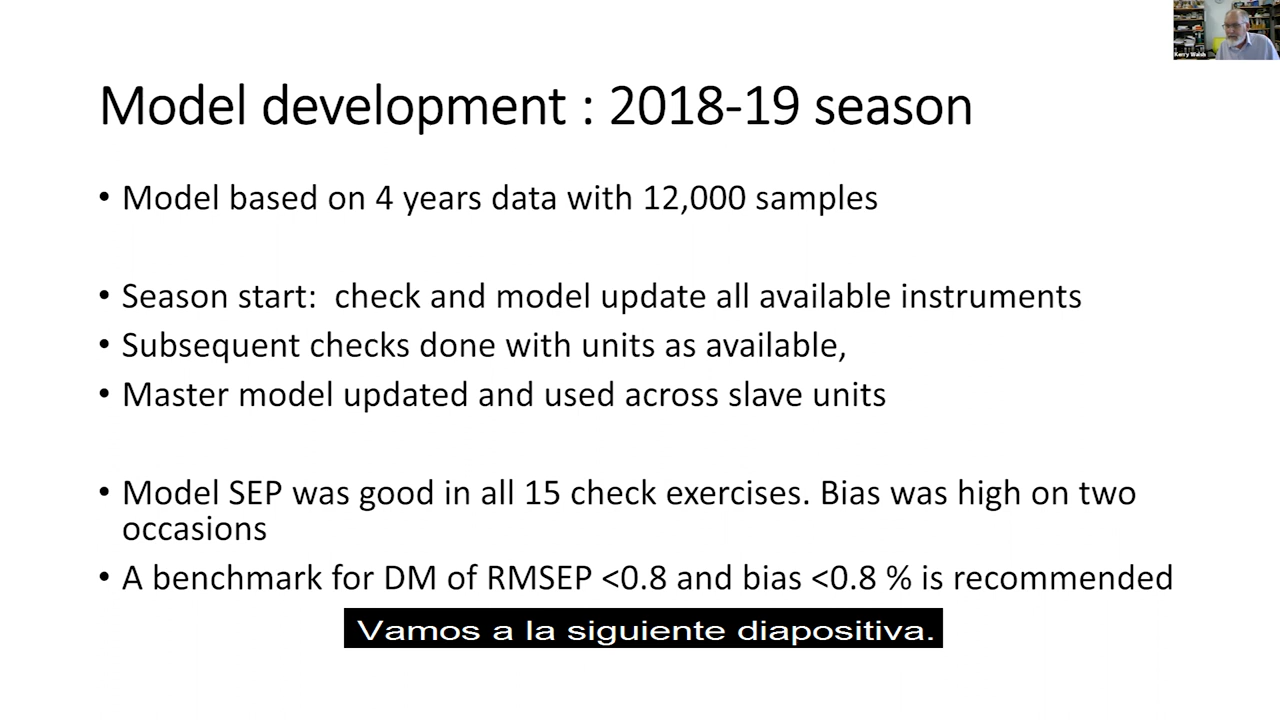 Kerry Walsh
Model development : 2018-19 season
• Model based on 4 years data with 12,000 samples
• Season start:  check and model update all available instruments
• Subsequent checks done with units as available,
• Master model updated and used across slave units
• Model SEP was good in all 15 check exercises. Bias was high on two
occasions
• A benchmark for DM of RMSEP <0.8 and bias <0.8 % is recommended
Vamos a la siguiente diapositiva.